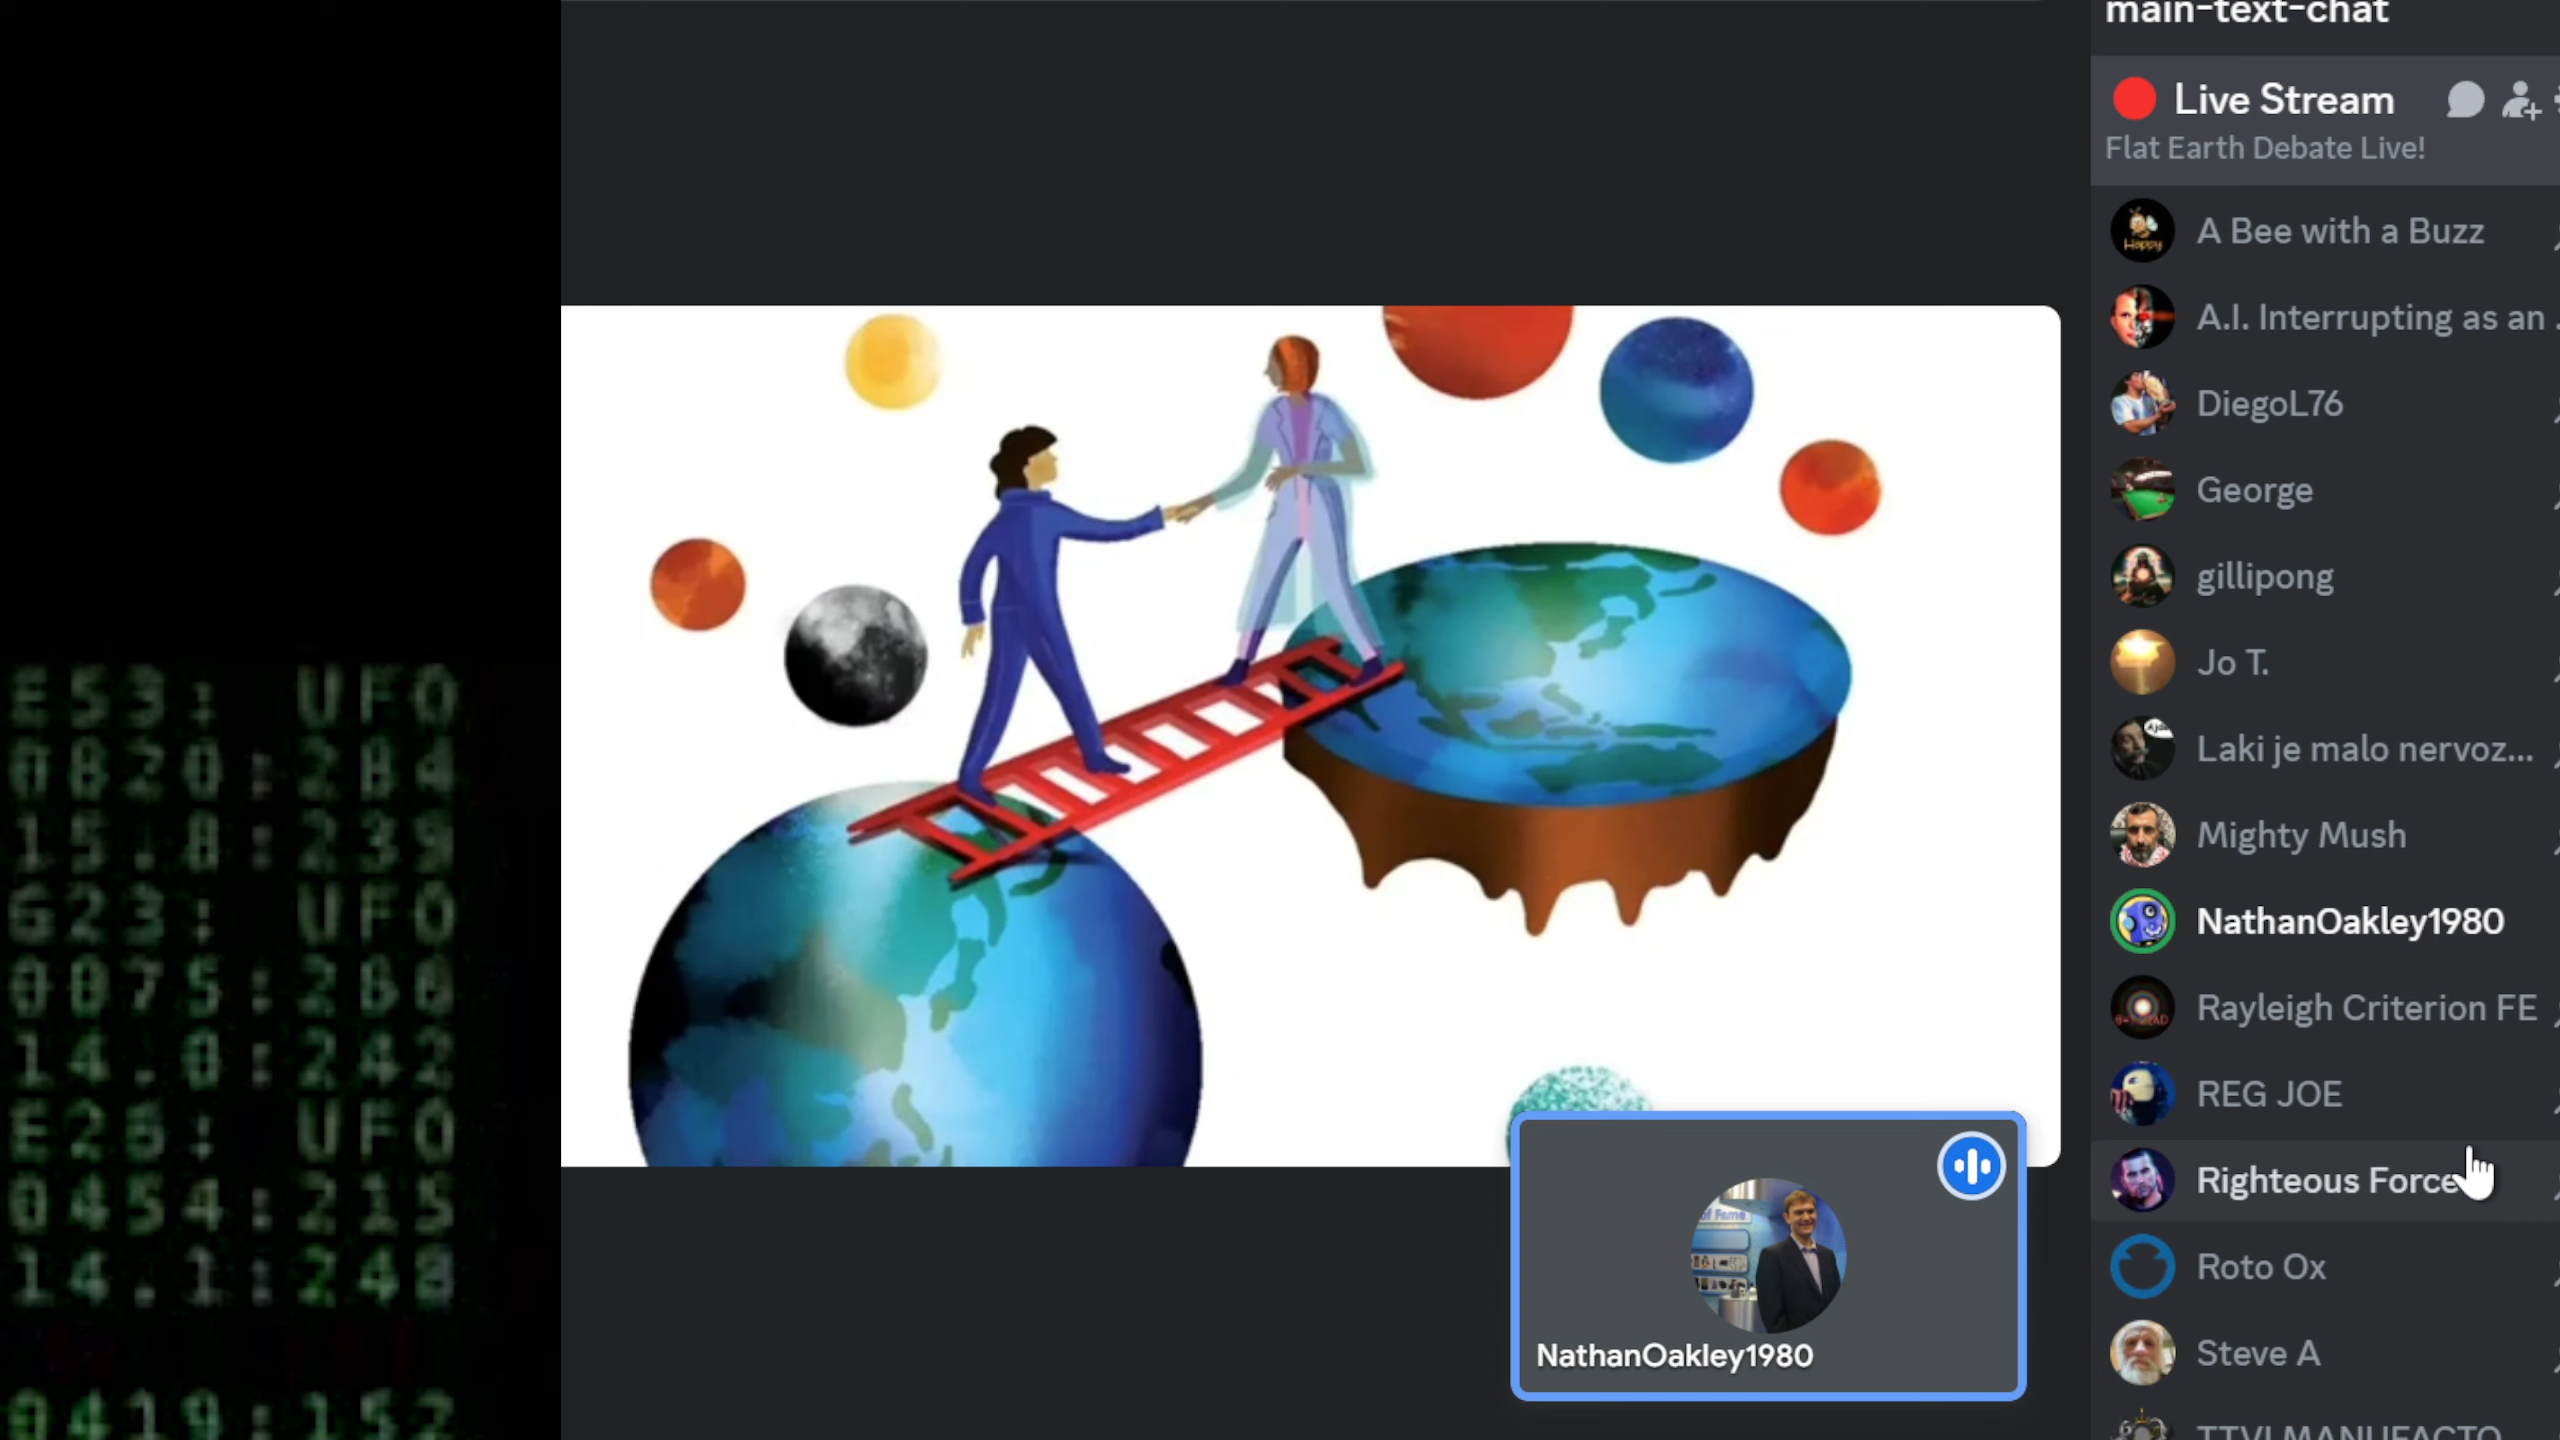 E53: UFO
0820:284
15.8:239
G23: UFO
14.0:242
UFO
0454:215
14.1:248
0419:152
of Fame
NathanOakley1980
main-text-chat
Live Stream
Flat Earth Debate Live!
Happy
A Bee with a Buzz
A.I. Interrupting as an
DiegoL76
George
gillipong
Jo T.
Laki je malo nervoz...
Mighty Mush
NathanOakley1980
Rayleigh Criterion FE
REG JOE
Righteous Force
Roto Ox
Steve A